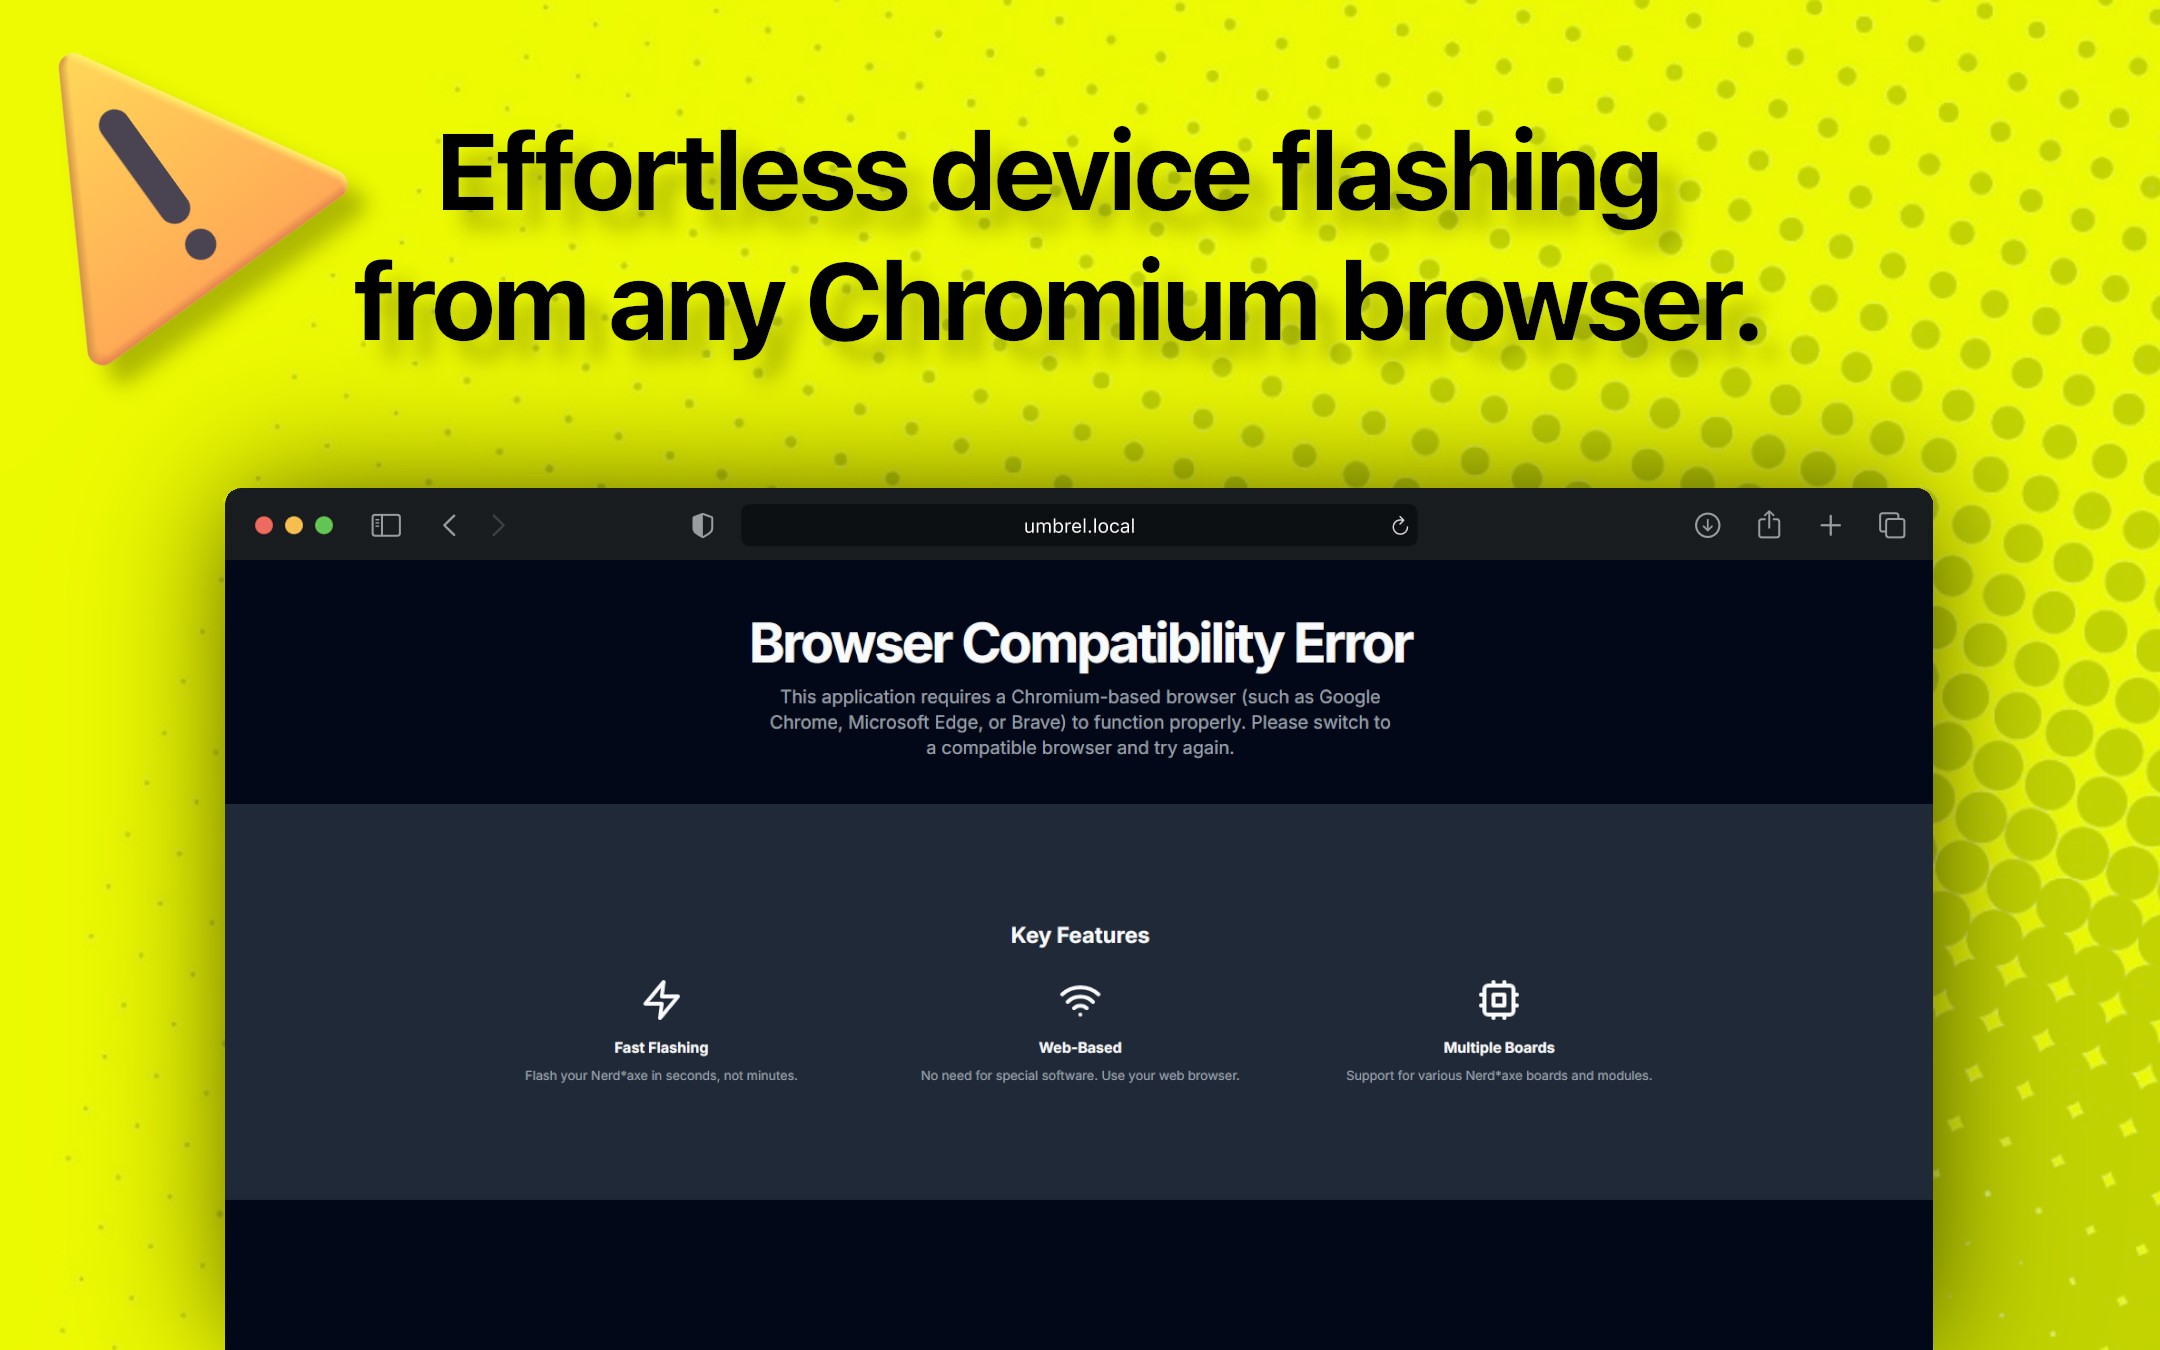 Effortless device flashing
from any Chromium browser.
umbrel.local
Browser Compatibility Error
This application requires a Chromium-based browser (such as Google
Chrome, Microsoft Edge, or Brave) to function properly. Please switch to
a compatible browser and try again.
Key Features
Fast Flashing
Flash your Nerd*axe in seconds, not minutes.
Web-Based
No need for special software. Use your web browser.
Multiple Boards
Support for various Nerd*axe boards and modules.